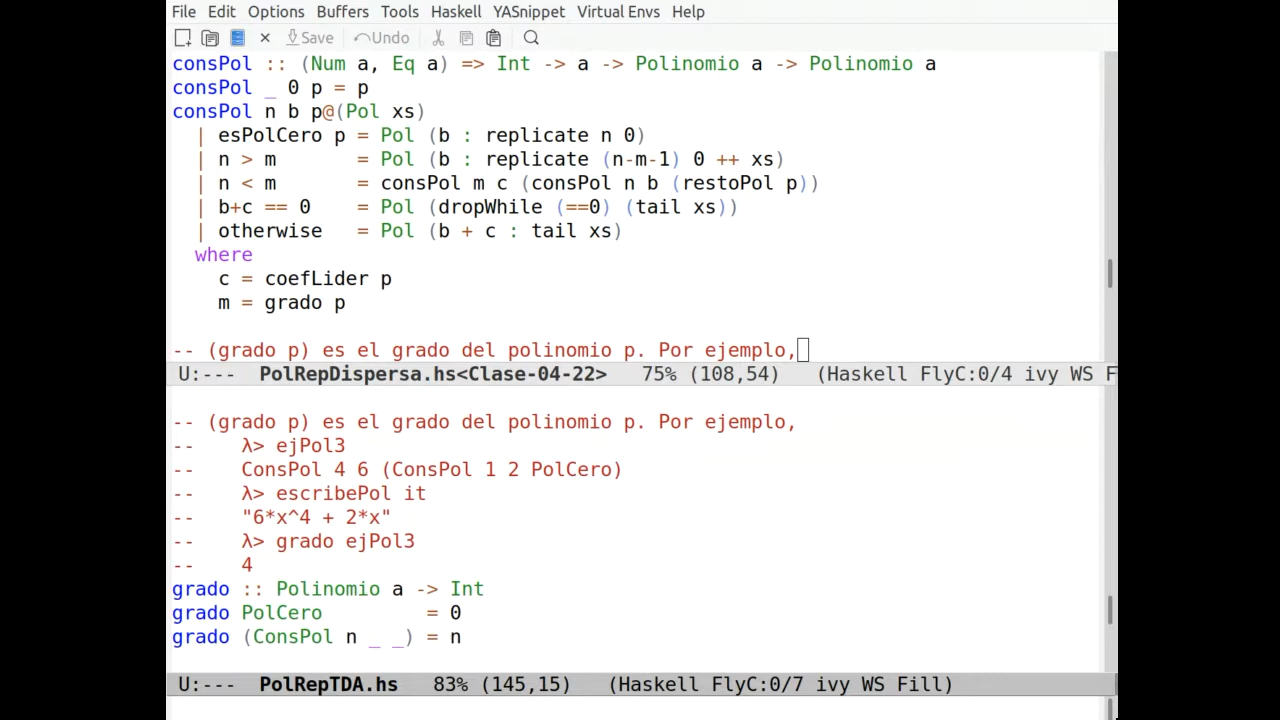 File Edit Options Buffers Tools Haskell YASnippet Virtual Envs Help
Save Undo
consPol :: (Num a, Eq a) => Int -> a -> Polinomio a -> Polinomio a
consPol _ 0 p = p
consPol n b p@(Pol xs)
  | esPolCero p = Pol (b : replicate n 0)
  | n > m       = Pol (b : replicate (n-m-1) 0 ++ xs)
  | n < m       = consPol m c (consPol n b (restoPol p))
  | b+c == 0    = Pol (dropWhile (==0) (tail xs))
  | otherwise   = Pol (b + c : tail xs)
  where
    c = coefLider p
    m = grado p
-- (grado p) es el grado del polinomio p. Por ejemplo,
U:---  PolRepDispersa.hs<Clase-04-22>   75% (108,54)   (Haskell FlyC:0/4 ivy WS F
-- (grado p) es el grado del polinomio p. Por ejemplo,
--    λ> ejPol3
--    ConsPol 4 6 (ConsPol 1 2 PolCero)
--    λ> escribePol it
--    "6*x^4 + 2*x"
--    λ> grado ejPol3
--    4
grado :: Polinomio a -> Int
grado PolCero         = 0
grado (ConsPol n _ _) = n
U:---  PolRepTDA.hs   83% (145,15)   (Haskell FlyC:0/7 ivy WS Fill)